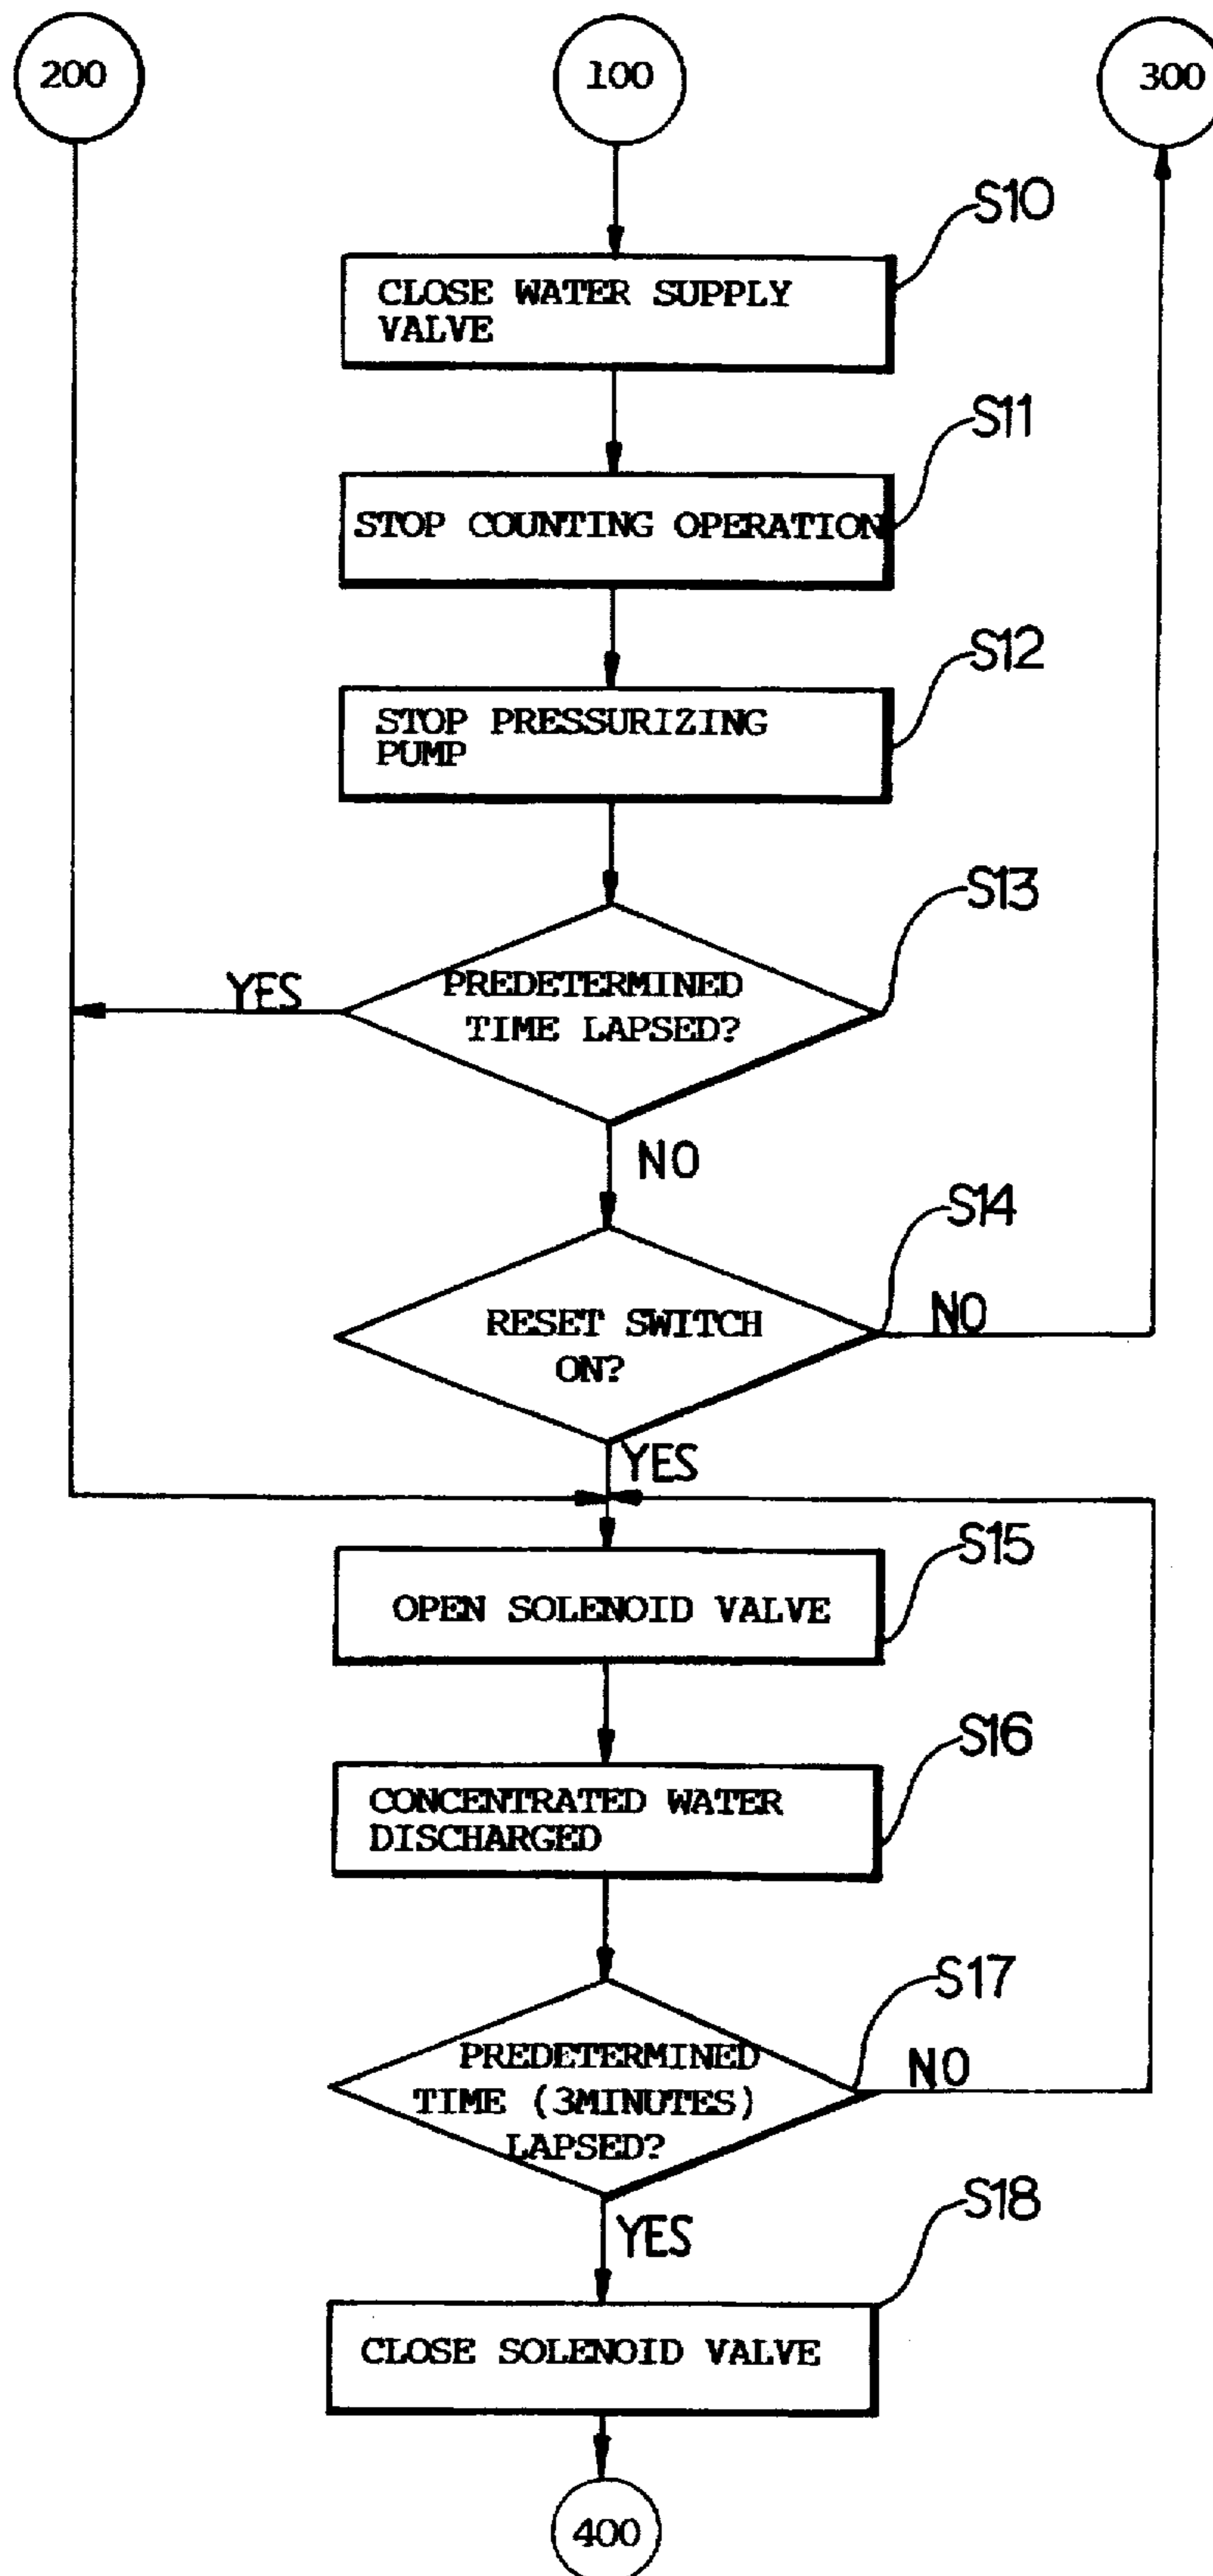 200
100
300
S10
CLOSE WATER SUPPLY
VALVE
S11
STOP COUNTING OPERATION
S12
STOP PRESSURIZING
PUMP
S13
YES
PREDETERMINED
TIME LAPSED?
NO
S14
RESET SWITCH
ON?
NO
YES
S15
OPEN SOLENOID VALVE
S16
CONCENTRATED WATER
DISCHARGED
S17
PREDETERMINED
TIME (3MINUTES)
LAPSED?
NO
YES
S18
CLOSE SOLENOID VALVE
400